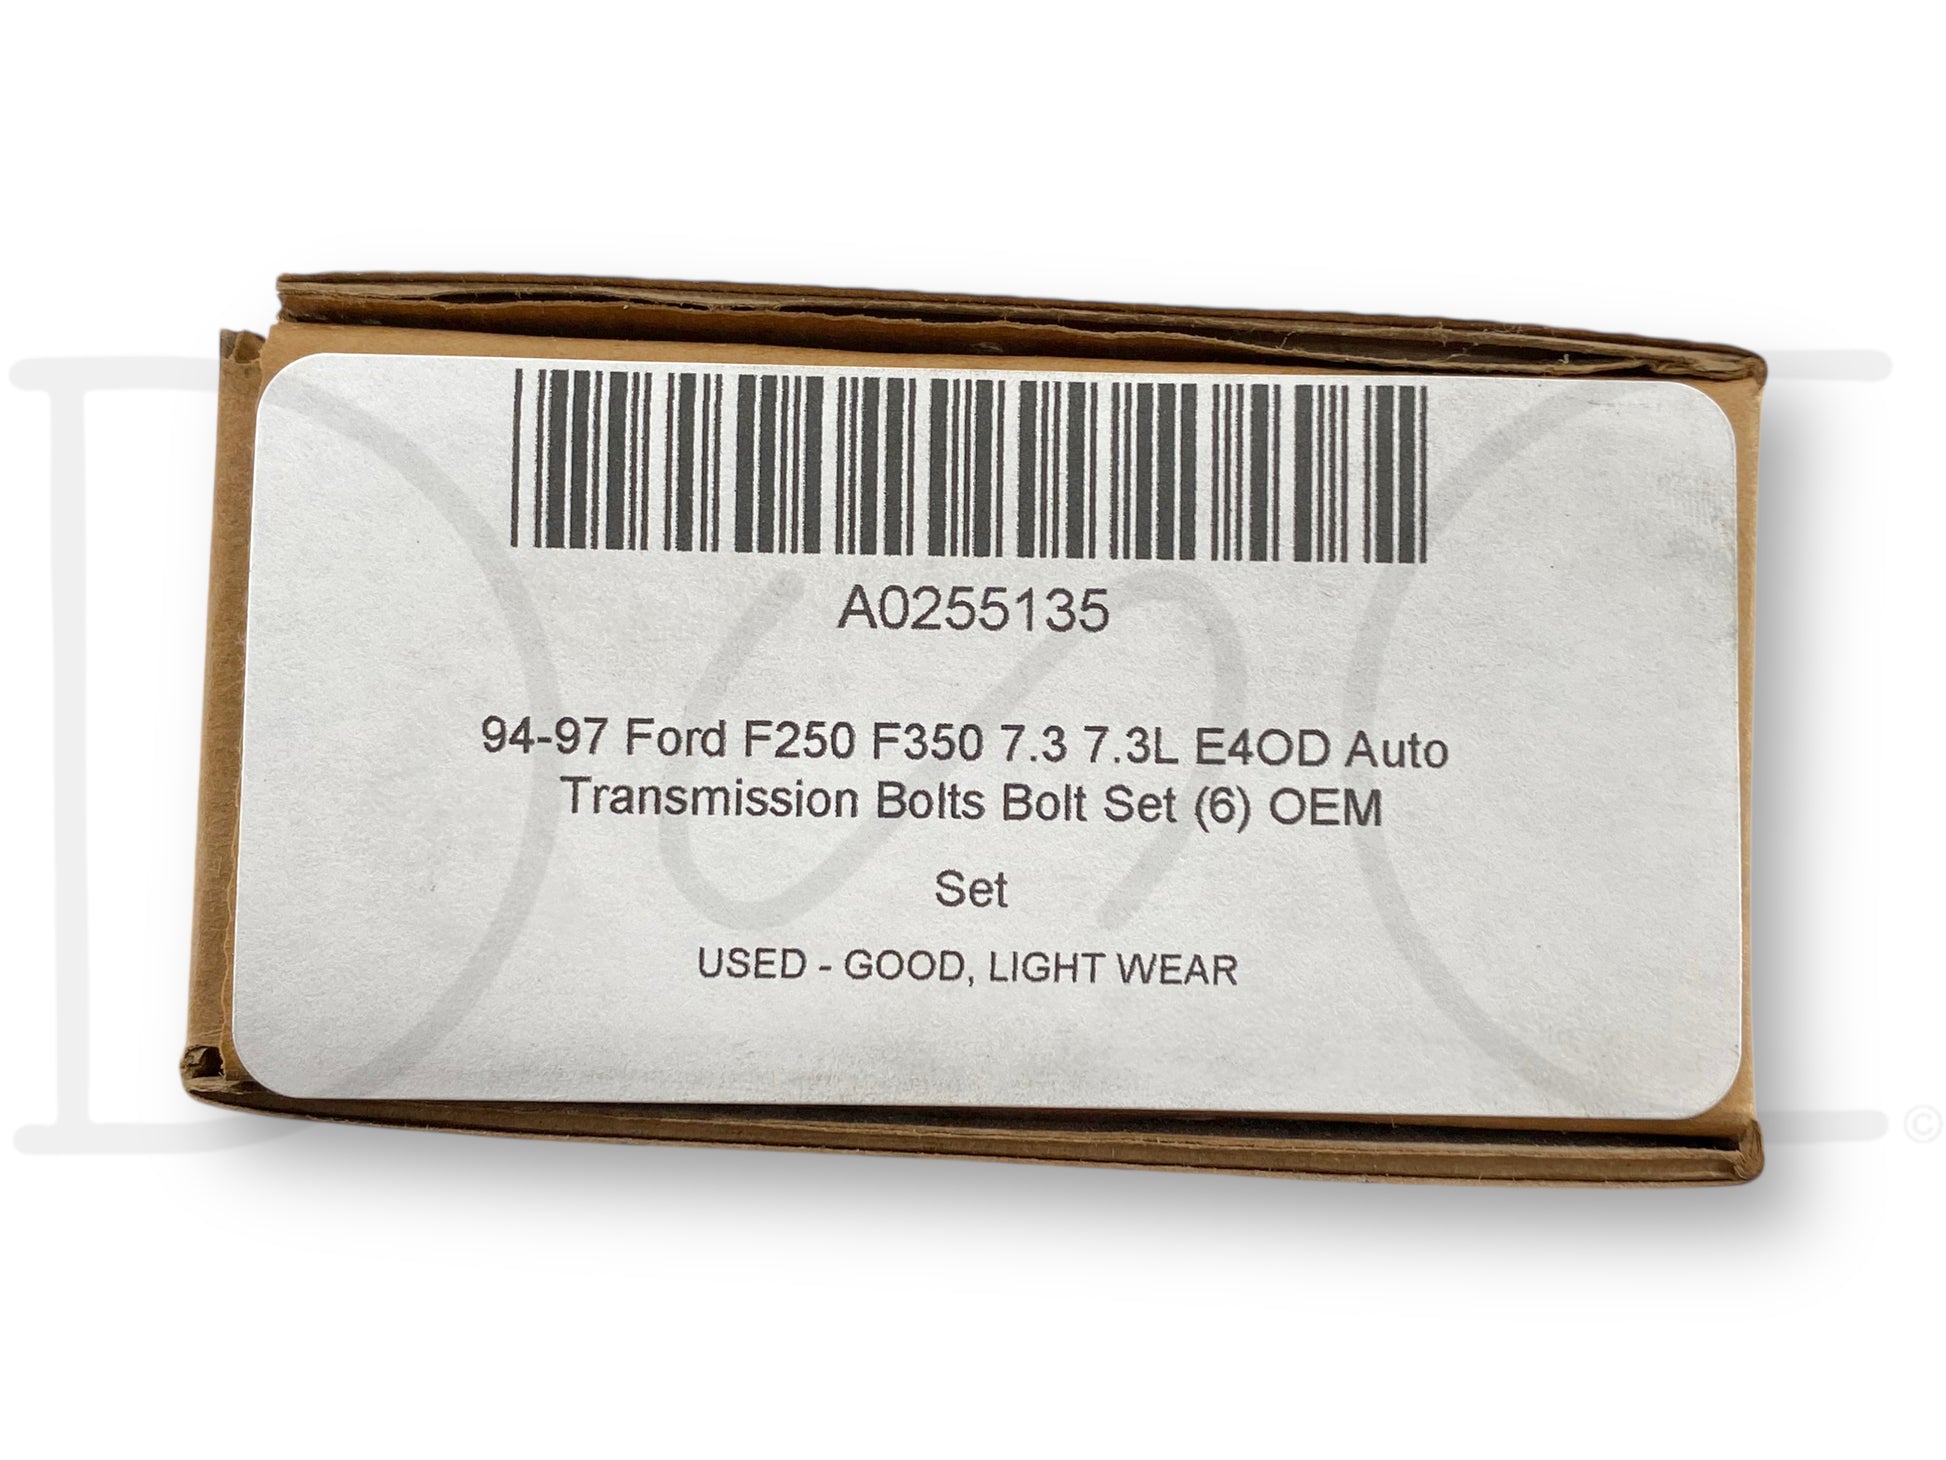 A0255135
94-97 Ford F250 F350 7.3 7.3L E4OD Auto
Transmission Bolts Bolt Set (6) OEM
Set
USED - GOOD, LIGHT WEAR
©